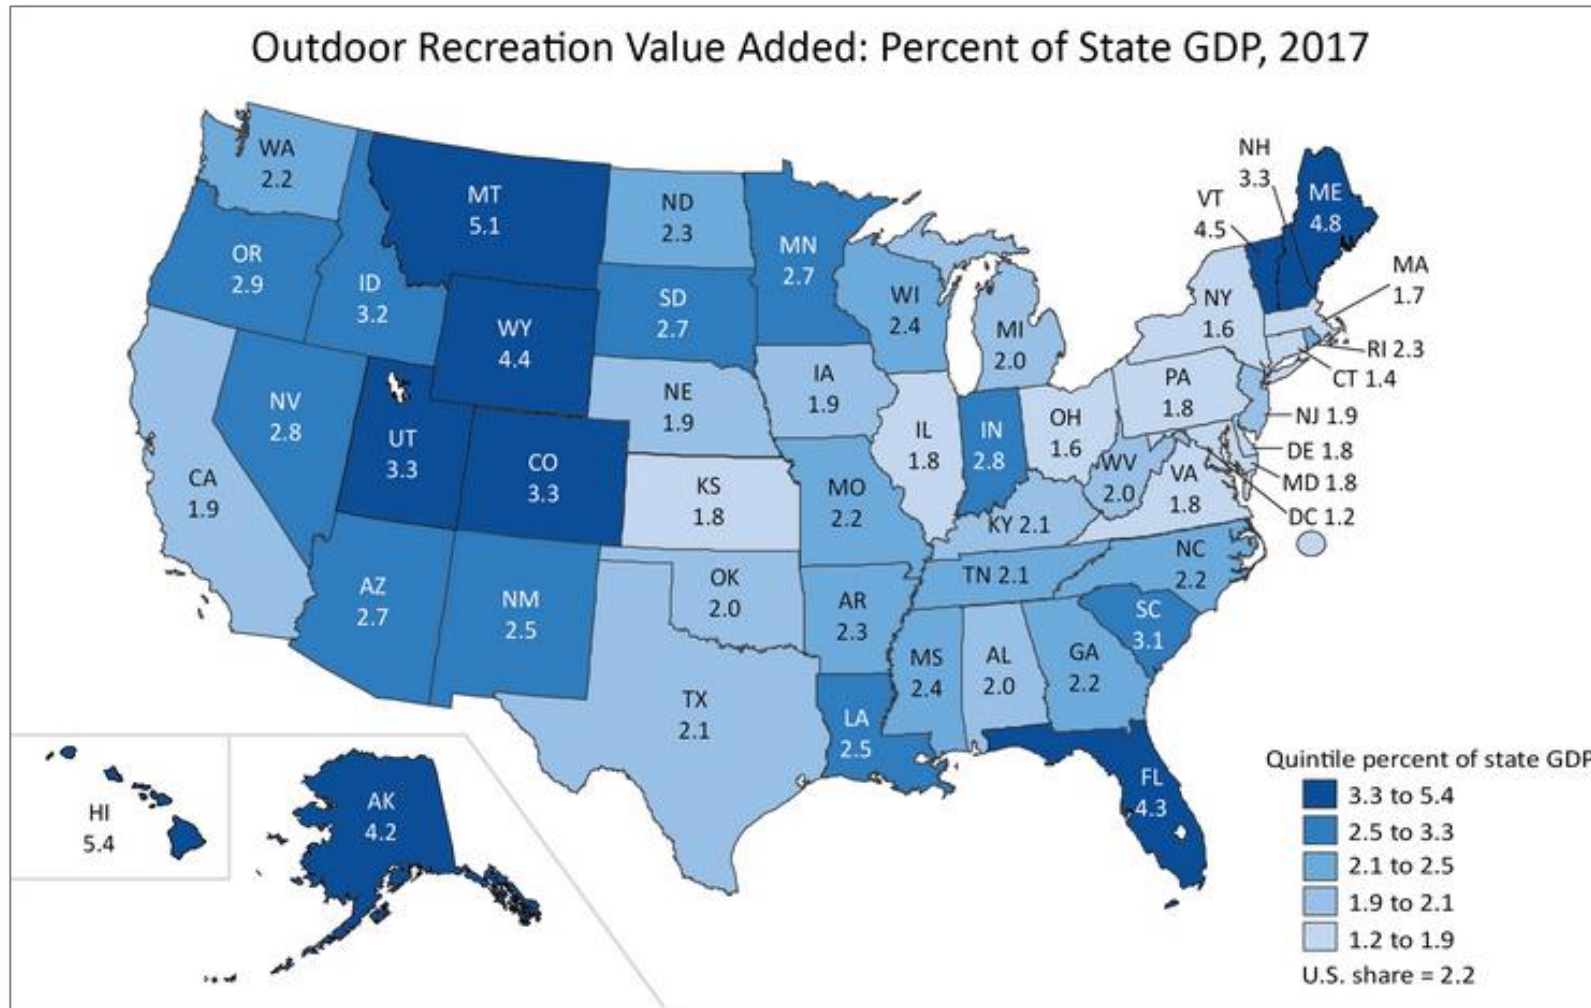 Outdoor Recreation Value Added: Percent of State GDP, 2017
WA
2.2
MT
5.1
ND
2.3
MN
2.7
OR
2.9
ID
3.2
WY
4.4
SD
2.7
WI
2.4
MI
2.0
NH
3.3
VT
4.5
ME
4.8
MA
1.7
NY
1.6
RI 2.3
CT 1.4
PA
1.8
NJ 1.9
DE 1.8
MD 1.8
DC 1.2
NV
2.8
UT
3.3
CO
3.3
NE
1.9
IA
1.9
IL
1.8
IN
2.8
OH
1.6
WV
2.0
VA
1.8
CA
1.9
KS
1.8
MO
2.2
KY 2.1
NC
2.2
TN 2.1
SC
3.1
AZ
2.7
NM
2.5
OK
2.0
AR
2.3
MS
2.4
AL
2.0
GA
2.2
TX
2.1
LA
2.5
FL
4.3
HI
5.4
AK
4.2
Quintile percent of state GDP
3.3 to 5.4
2.5 to 3.3
2.1 to 2.5
1.9 to 2.1
1.2 to 1.9
U.S. share = 2.2